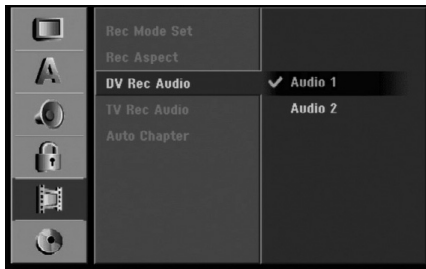 Rec Mode Set
Rec Aspect
DV Rec Audio
Audio 1
TV Rec Audio
Audio 2
Auto Chapter